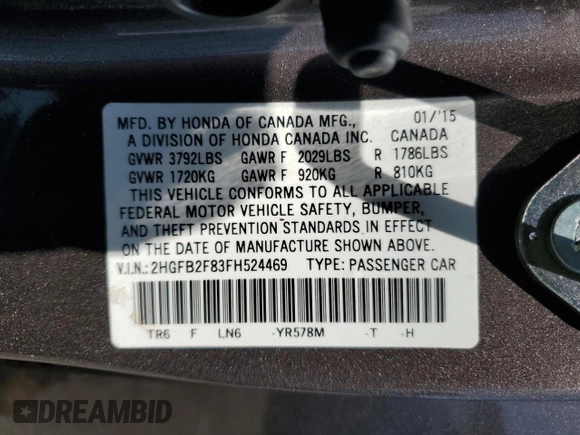 MFD. BY HONDA OF CANADA MFG., 01/'15
A DIVISION OF HONDA CANADA INC. CANADA
GVWR 3792LBS GAWR F 2029LBS R 1786LBS
GVWR 1720KG GAWR F 920KG R 810KG
THIS VEHICLE CONFORMS TO ALL APPLICABLE
FEDERAL MOTOR VEHICLE SAFETY, BUMPER,
AND THEFT PREVENTION STANDARDS IN EFFECT
ON THE DATE OF MANUFACTURE SHOWN ABOVE.
V.I.N.: 2HGFB2F83FH524469 TYPE: PASSENGER CAR
TR6 F LN6 -YR578M -T -H
DREAMBID